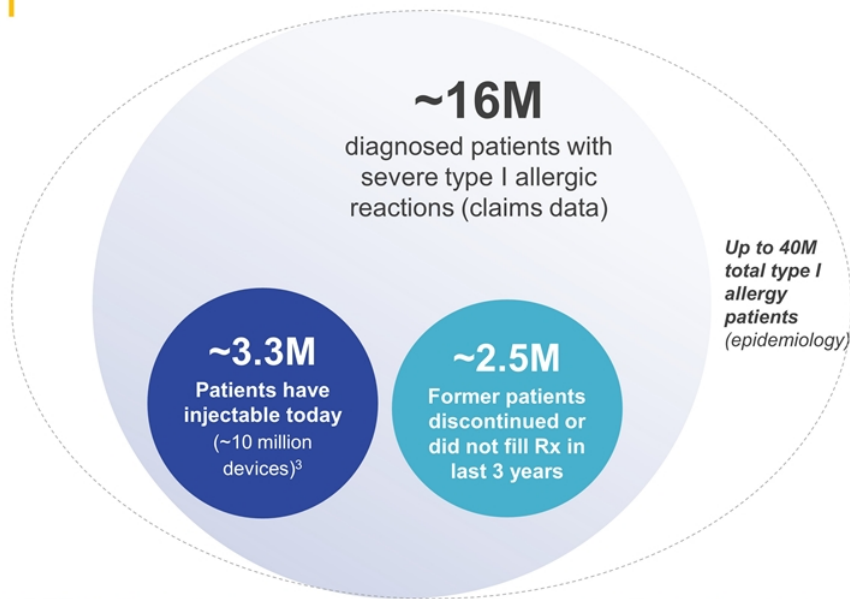 ~16M
diagnosed patients with
severe type I allergic
reactions (claims data)
Up to 40M
total type I
allergy
patients
(epidemiology)
~3.3M
Patients have
injectable today
(~10 million
devices)³
~2.5M
Former patients
discontinued or
did not fill Rx in
last 3 years